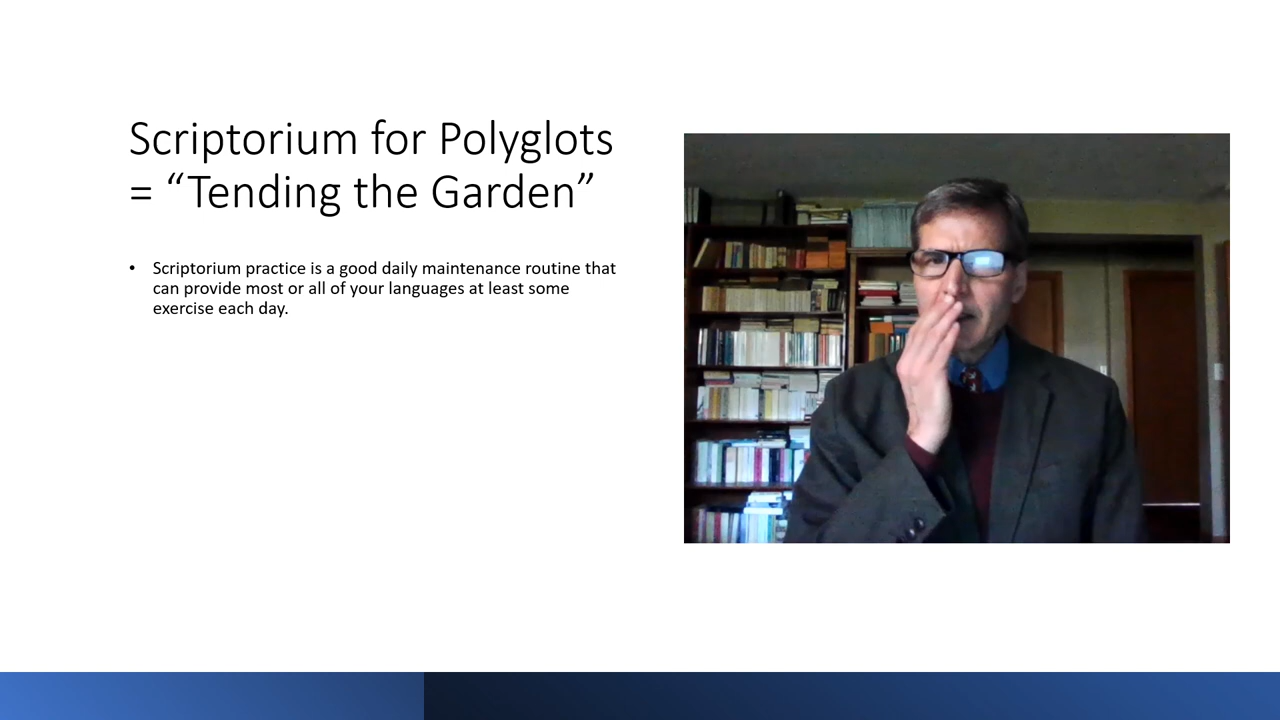 Scriptorium for Polyglots
= “Tending the Garden”
• Scriptorium practice is a good daily maintenance routine that
can provide most or all of your languages at least some
exercise each day.